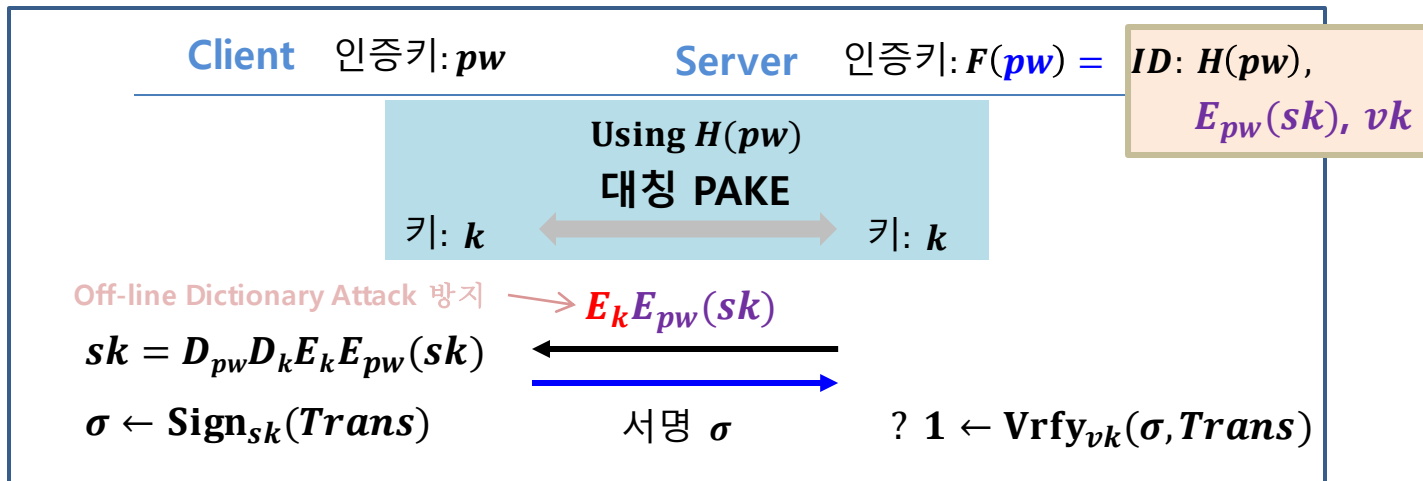 Client 인증키: pw Server 인증키: F(pw) = ID: H(pw),
E_pw(sk), vk
Using H(pw)
대칭 PAKE
키: k 키: k
Off-line Dictionary Attack 방지 E_k E_pw(sk)
sk = D_pw D_k E_k E_pw(sk)
σ ← Sign_sk(Trans) 서명 σ ? 1 ← Vrfy_vk(σ, Trans)